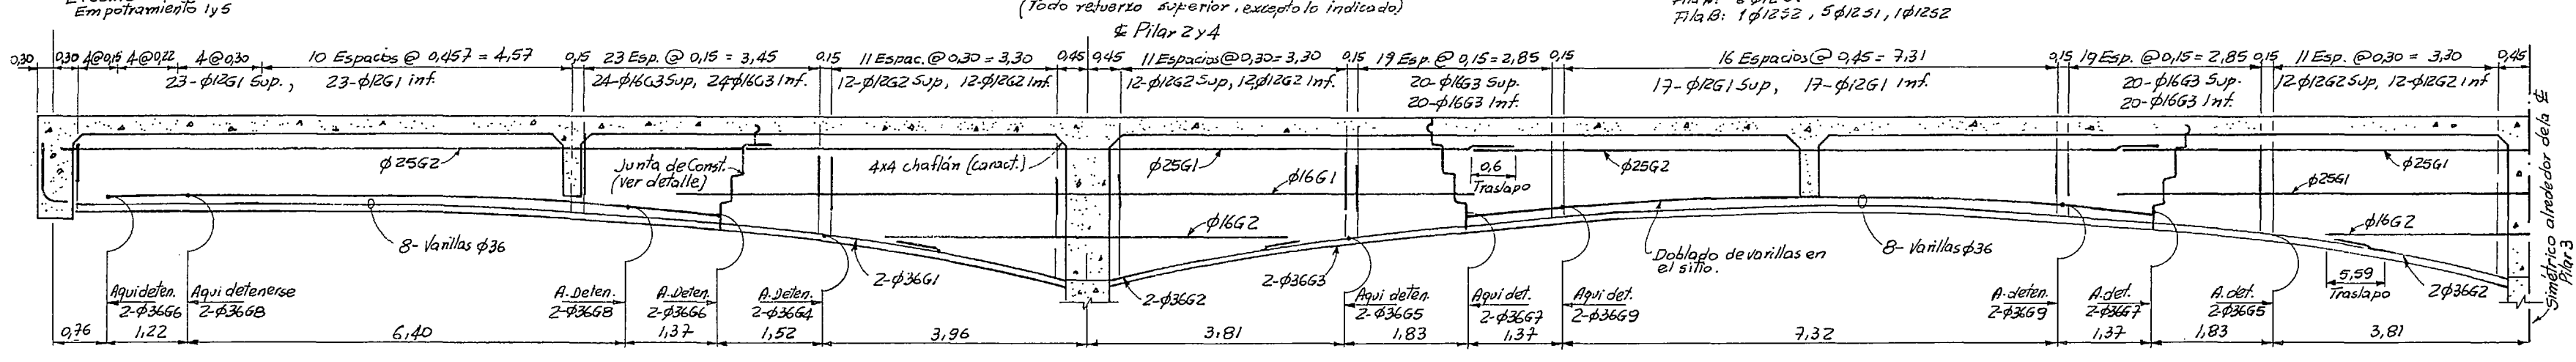 Empotramiento 1y5
(Todo refuerzo superior, excepto lo indicado)
Fila B: 1ϕ12S2, 5ϕ12S1, 1ϕ12S2
℄ Pilar 2 y 4
0,30 0,30 4@0,15 4@0,22 4@0,30 10 Espacios @ 0,457 = 4,57 0,15 23 Esp. @ 0,15 = 3,45 0.15 11 Espac. @ 0,30 = 3,30 0,45 0,45 11 Espacios @ 0,30 = 3,30 0,15 19 Esp. @ 0,15 = 2,85 0,15 16 Espacios @ 0,45 = 7,31 0,15 19 Esp. @ 0,15 = 2,85 0,15 11 Esp. @ 0,30 = 3,30 0,45
23-ϕ12G1 Sup., 23-ϕ12G1 inf. 24-ϕ16G3 Sup, 24ϕ16G3 Inf. 12-ϕ12G2 Sup, 12-ϕ12G2 Inf. 12-ϕ12G2 Sup, 12ϕ12G2 Inf. 20-ϕ16G3 Sup. 17-ϕ12G1 Sup, 17-ϕ12G1 Inf 20-ϕ16G3 Sup. 12ϕ12G2 Sup, 12-ϕ12G2 Inf
20-ϕ16G3 Inf. 20-ϕ16G3 Inf.
Simétrico alrededor de la ℄
Pilar 3
ϕ25G2
Junta de Const.
(ver detalle)
4x4 chaflán (caract.)
ϕ25G1
ϕ16G1
0,6
Traslapo
ϕ25G2
ϕ25G1
ϕ25G1
ϕ16G2
ϕ16G2
8- Varillas ϕ36
2-ϕ36G1
2-ϕ36G2
2-ϕ36G3
Doblado de varillas en
el sitio.
8- Varillas ϕ36
5,59
Traslapo
2ϕ36G2
Aqui deten.
2-ϕ36G6
Aqui detenerse
2-ϕ36G8
A. Deten.
2-ϕ36G8
A. Deten.
2-ϕ36G6
A. Deten.
2-ϕ36G4
Aqui deten.
2-ϕ36G5
Aqui det.
2-ϕ36G7
Aqui det.
2-ϕ36G9
A. deten.
2-ϕ36G9
A. det.
2-ϕ36G7
A. det.
2-ϕ36G5
0,76 1,22 6,40 1,37 1,52 3,96 3,81 1,83 1,37 7,32 1,37 1,83 3,81